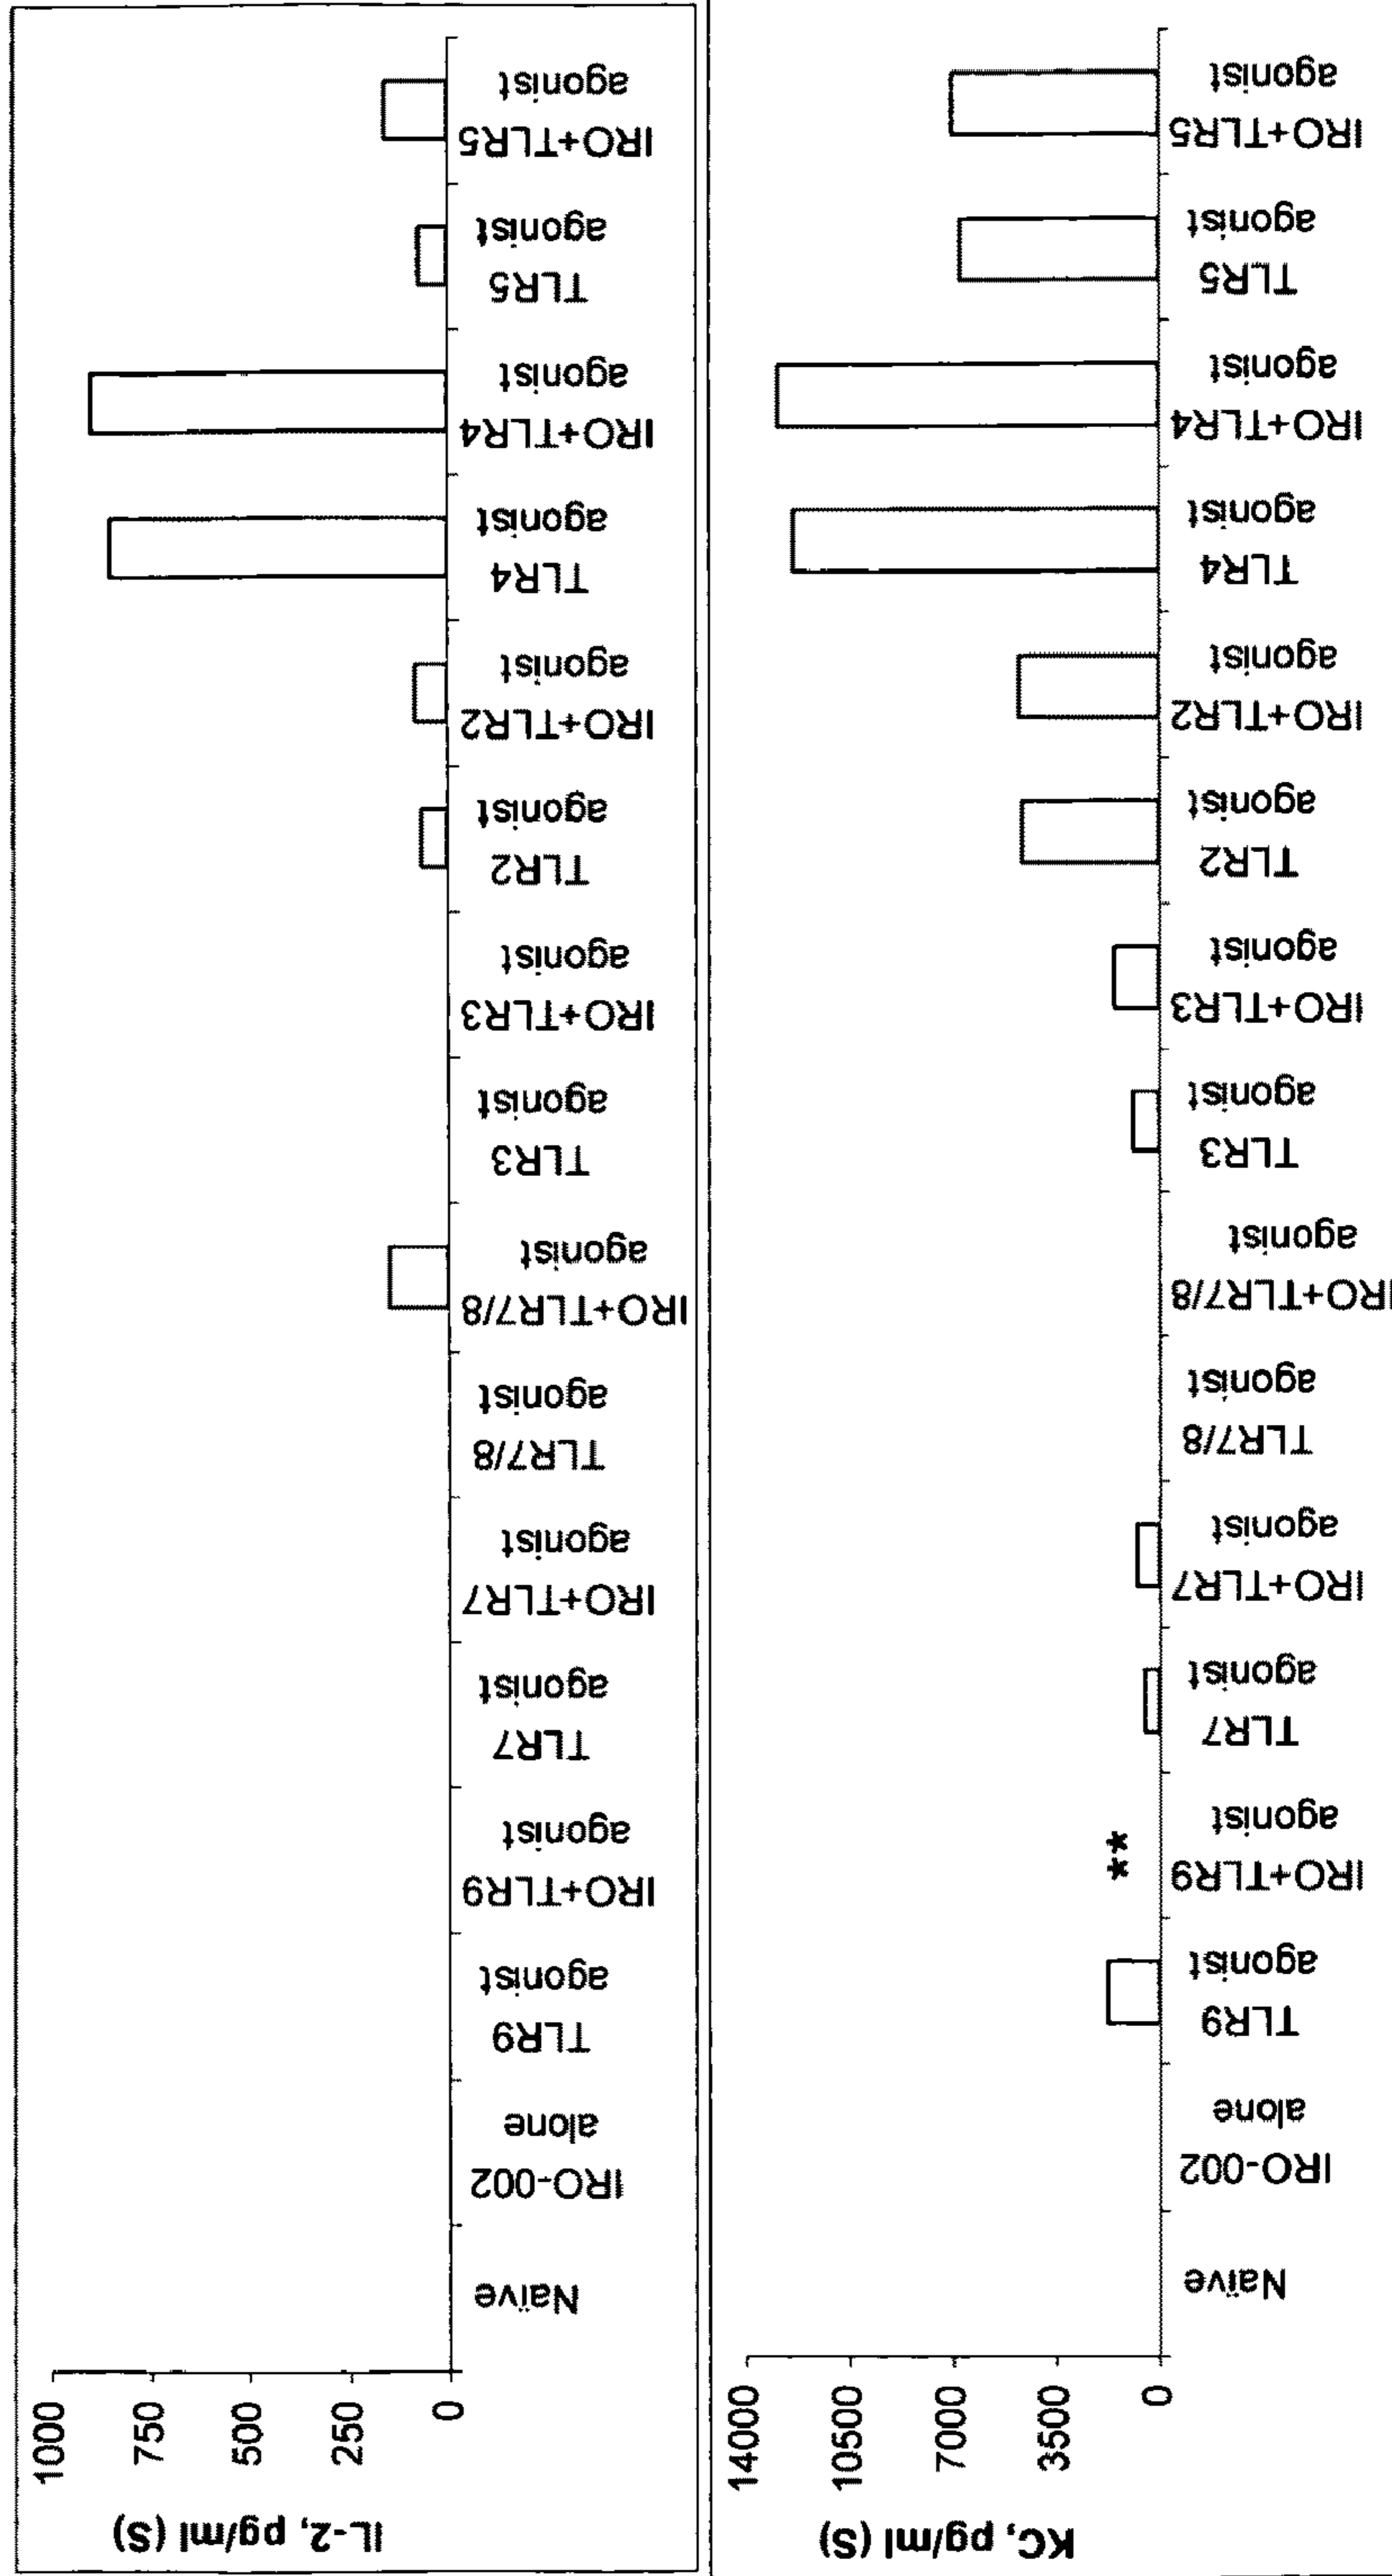 IL-2, pg/ml (S)
1000
750
500
250
0
Naïve
IRO-002
alone
TLR9
agonist
IRO+TLR9
agonist
TLR7
agonist
IRO+TLR7
agonist
TLR7/8
agonist
IRO+TLR7/8
agonist
TLR3
agonist
IRO+TLR3
agonist
TLR2
agonist
IRO+TLR2
agonist
TLR4
agonist
IRO+TLR4
agonist
TLR5
agonist
IRO+TLR5
agonist
KC, pg/ml (S)
14000
10500
7000
3500
0
**
Naïve
IRO-002
alone
TLR9
agonist
IRO+TLR9
agonist
TLR7
agonist
IRO+TLR7
agonist
TLR7/8
agonist
IRO+TLR7/8
agonist
TLR3
agonist
IRO+TLR3
agonist
TLR2
agonist
IRO+TLR2
agonist
TLR4
agonist
IRO+TLR4
agonist
TLR5
agonist
IRO+TLR5
agonist